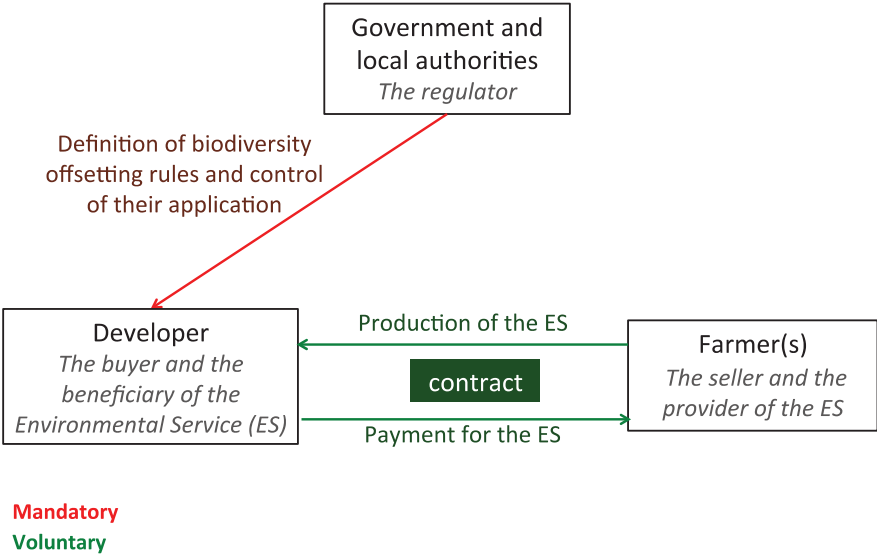 Government and
local authorities
The regulator
Definition of biodiversity
offsetting rules and control
of their application
Developer
The buyer and the
beneficiary of the
Environmental Service (ES)
Production of the ES
contract
Payment for the ES
Farmer(s)
The seller and the
provider of the ES
Mandatory
Voluntary